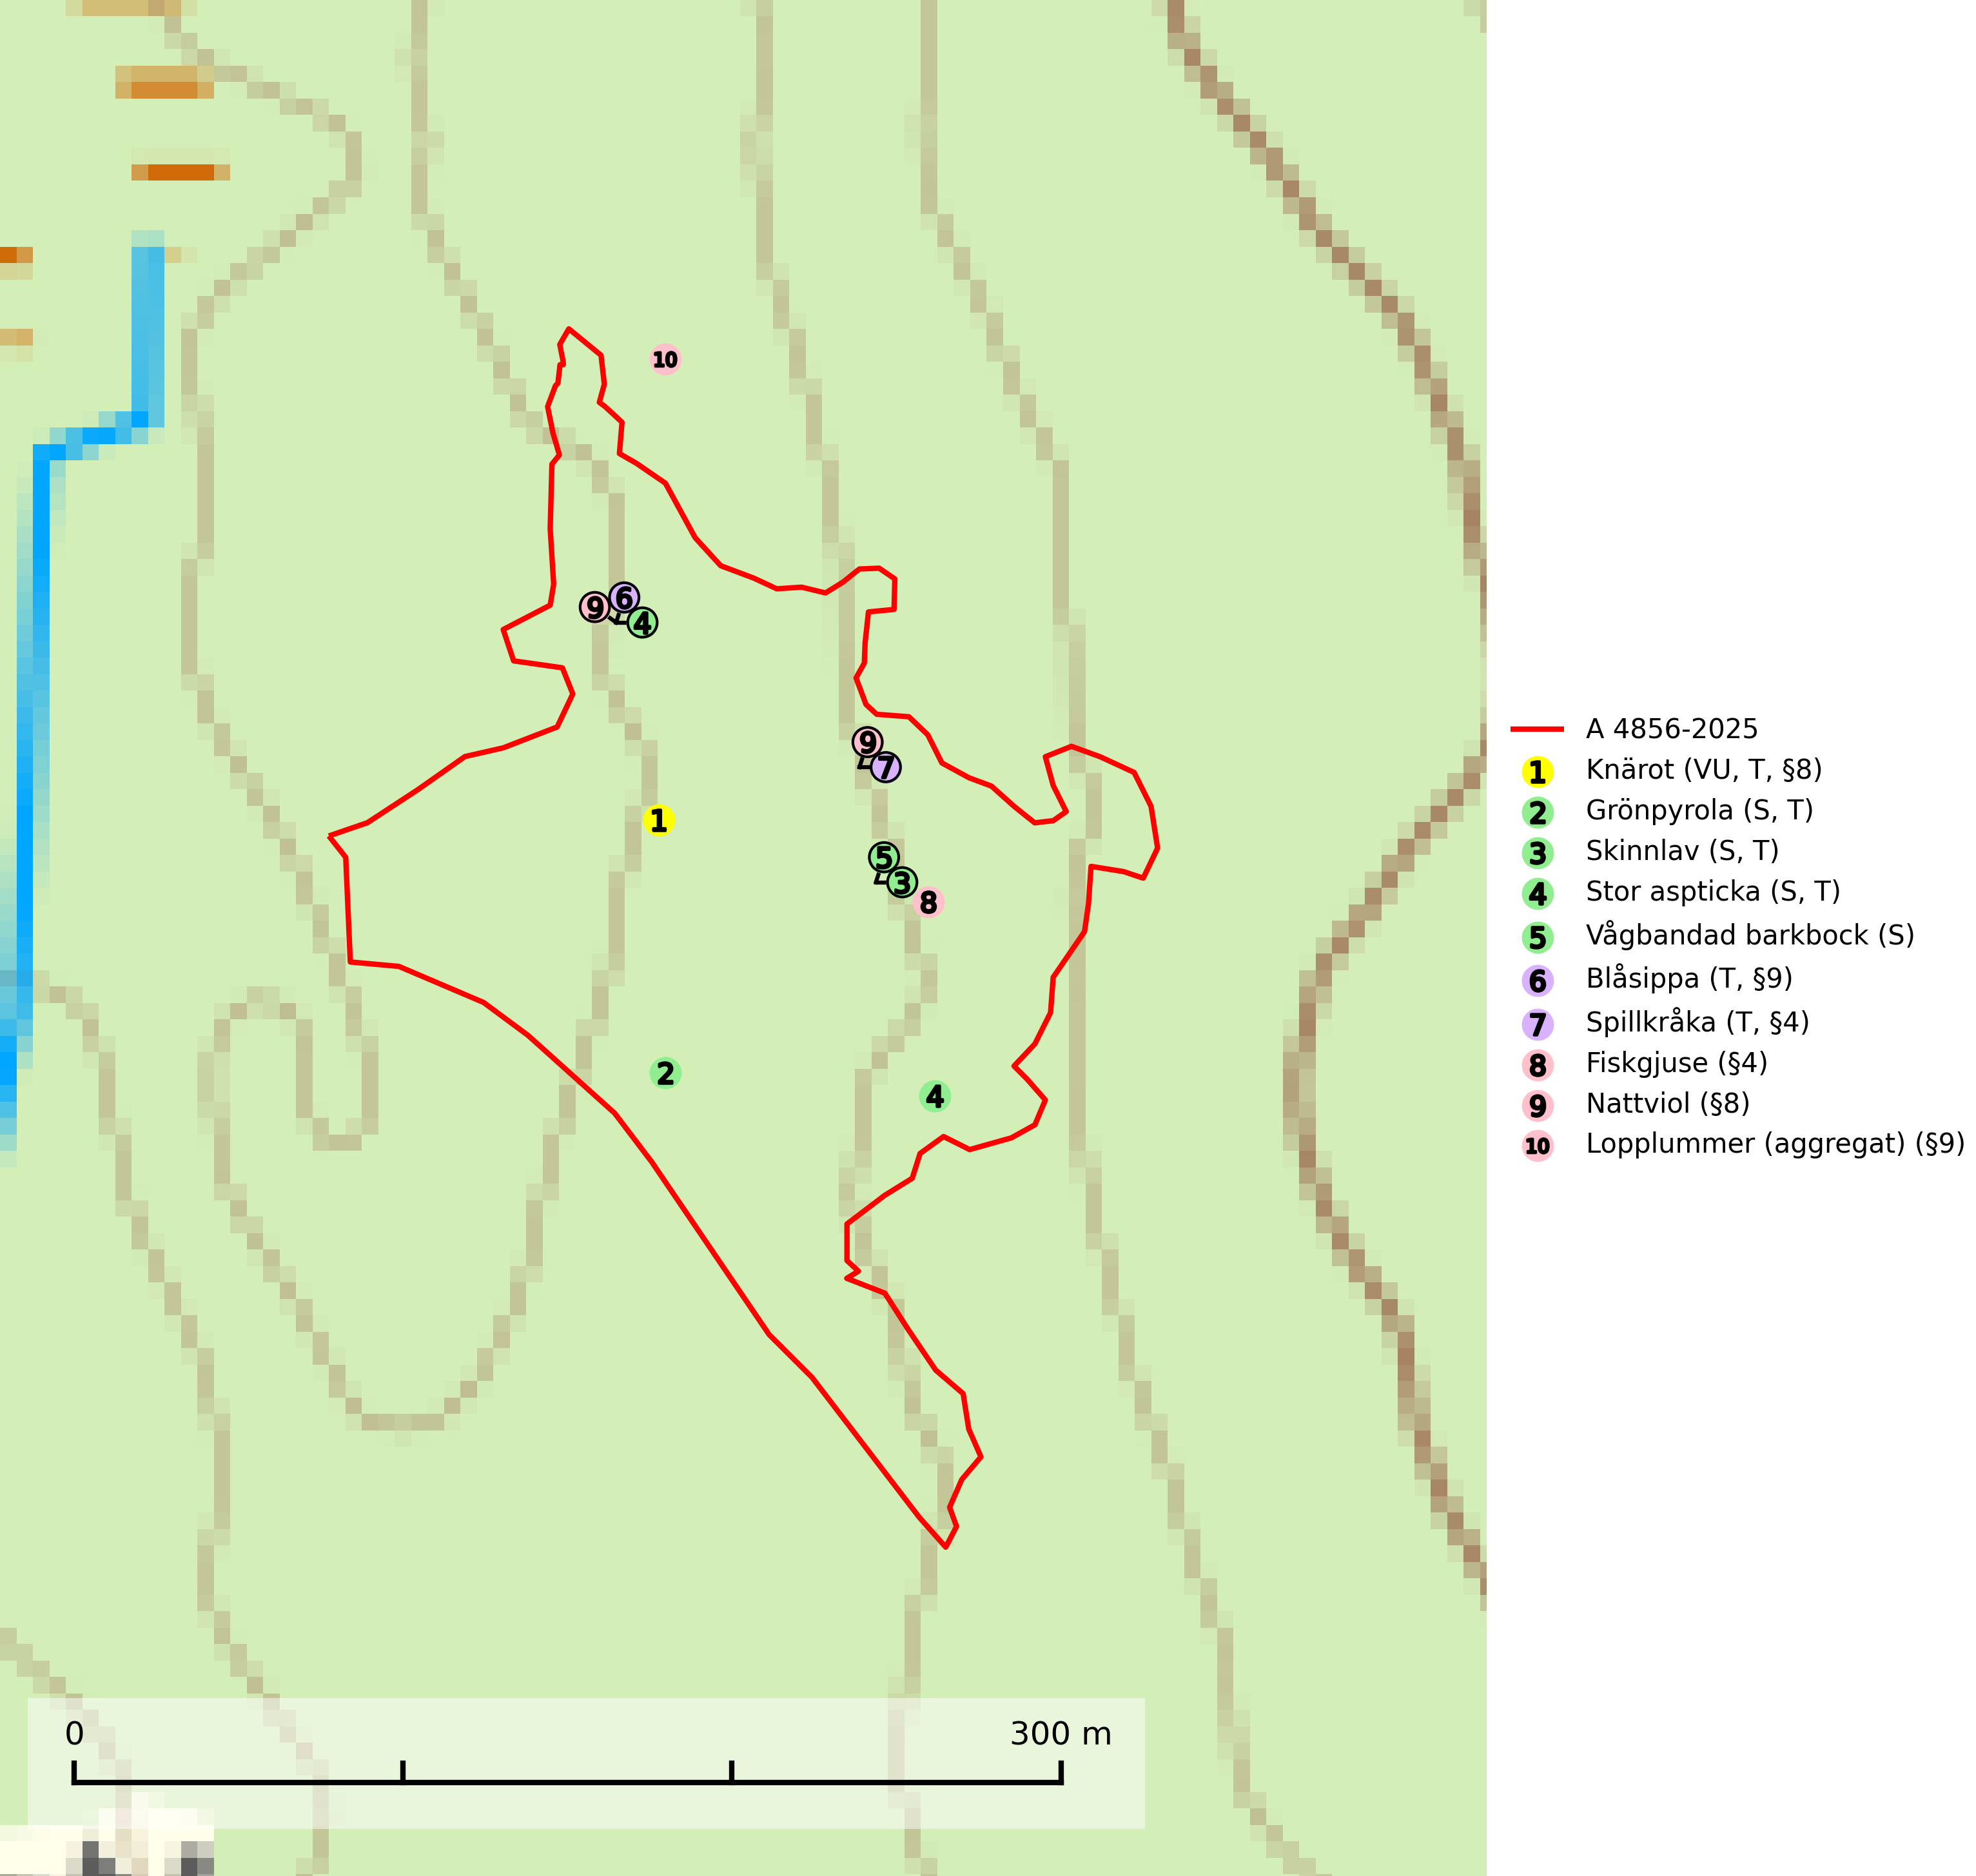 10
6
9
4
9
7
1
5
3
8
2
4
A 4856-2025
1 Knärot (VU, T, §8)
2 Grönpyrola (S, T)
3 Skinnlav (S, T)
4 Stor aspticka (S, T)
5 Vågbandad barkbock (S)
6 Blåsippa (T, §9)
7 Spillkråka (T, §4)
8 Fiskgjuse (§4)
9 Nattviol (§8)
10 Lopplummer (aggregat) (§9)
0 300 m